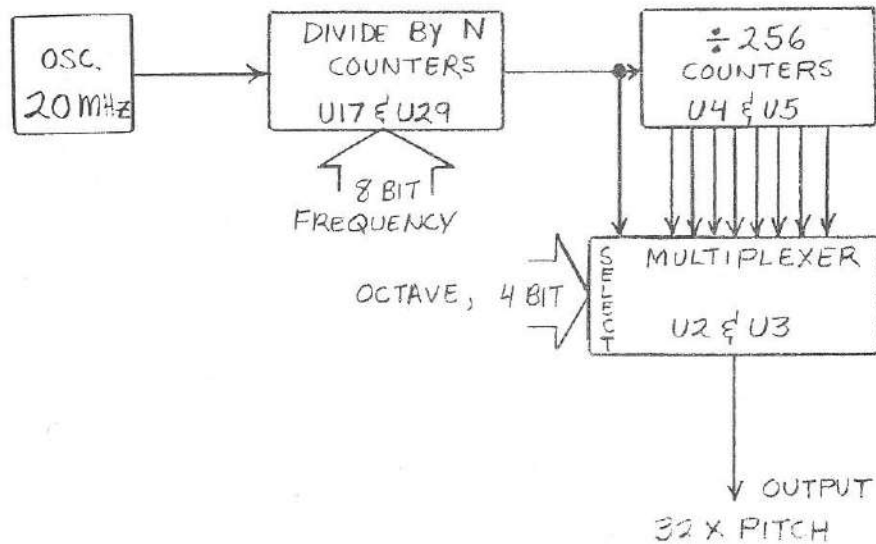 OSC.
20 MHz
DIVIDE BY N
COUNTERS
U17 & U29
÷ 256
COUNTERS
U4 & U5
8 BIT
FREQUENCY
OCTAVE, 4 BIT
SELECT
MULTIPLEXER
U2 & U3
OUTPUT
32 X PITCH